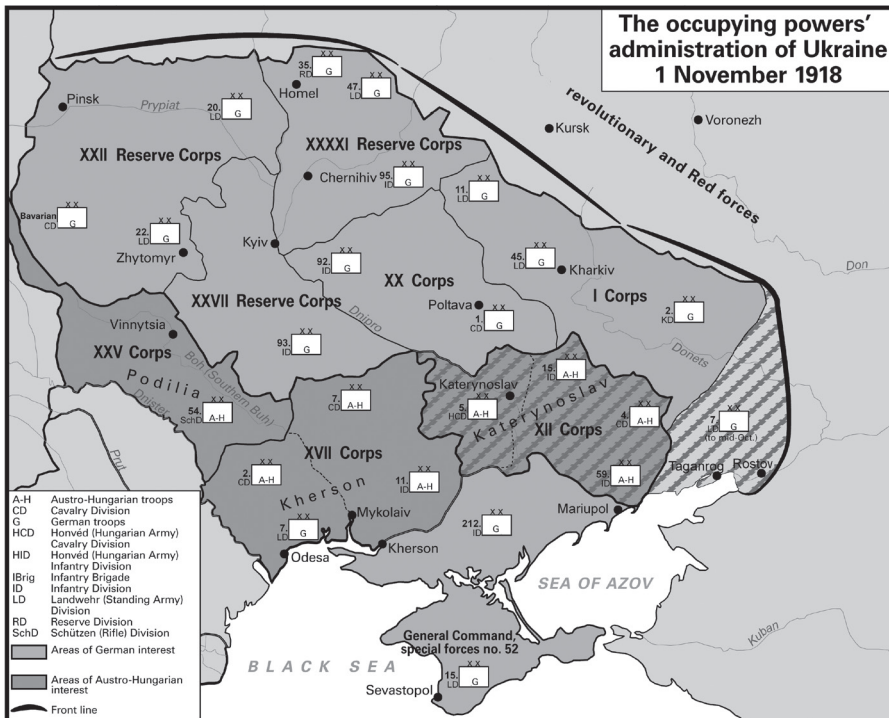 The occupying powers'
administration of Ukraine
1 November 1918
X X
35.
RD
G
Homel
X X
47.
LD
G
Pinsk
Prypiat
X X
20.
LD
G
revolutionary and Red forces
Kursk
Voronezh
XXII Reserve Corps
XXXXI Reserve Corps
Chernihiv
X X
95.
ID
G
X X
11.
LD
G
X X
Bavarian
CD
G
X X
22.
LD
G
Zhytomyr
Kyiv
X X
92.
ID
G
X X
45.
LD
G
Kharkiv
Don
XX Corps
XXVII Reserve Corps
I Corps
Poltava
X X
1.
CD
G
X X
2.
KD
G
Vinnytsia
Dnipro
X X
93.
ID
G
Donets
XXV Corps
Podilia
Boh (Southern Buh)
Dnister
X X
54.
SchD
A-H
X X
7.
CD
A-H
Katerynoslav
X X
15.
ID
A-H
X X
5.
HCD
A-H
Katerynoslav
X X
4.
CD
A-H
XII Corps
X X
7.
LD
G
(to mid-Oct.)
Prut
XVII Corps
X X
2.
CD
A-H
X X
11.
ID
A-H
X X
59.
ID
A-H
Taganrog
Rostov
Kherson
Mykolaiv
X X
7.
LD
G
X X
212.
ID
G
Mariupol
Odesa
Kherson
SEA OF AZOV
A-H Austro-Hungarian troops
CD Cavalry Division
G German troops
HCD Honvéd (Hungarian Army)
Cavalry Division
HID Honvéd (Hungarian Army)
Infantry Division
IBrig Infantry Brigade
ID Infantry Division
LD Landwehr (Standing Army)
Division
RD Reserve Division
SchD Schützen (Rifle) Division
Areas of German interest
Areas of Austro-Hungarian
interest
Front line
BLACK SEA
General Command,
special forces no. 52
X X
15.
LD
G
Sevastopol
Kuban